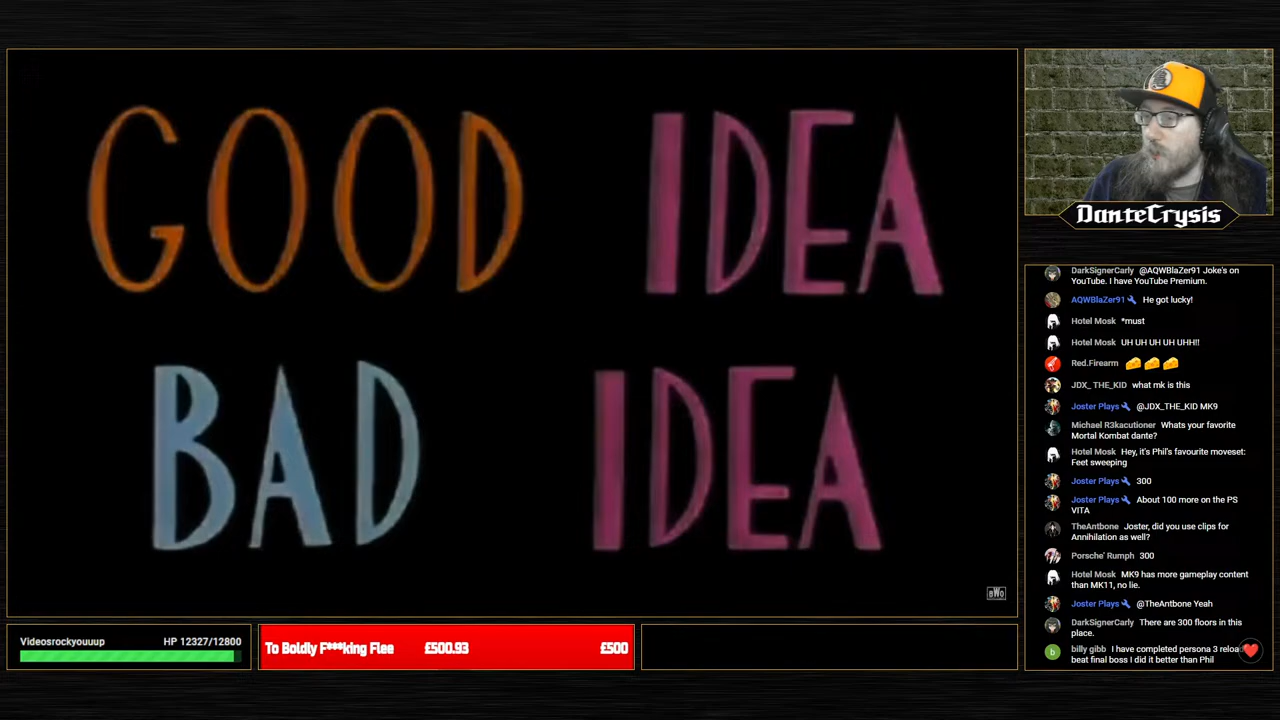 GOOD IDEA
BAD IDEA
BWO
DanteCrysis
DarkSignerCarly @AQWBlaZer91 Joke's on
YouTube. I have YouTube Premium.
AQWBlaZer91 He got lucky!
Hotel Mosk *must
Hotel Mosk UH UH UH UH UHH!!
Red.Firearm
JDX_ THE_KID what mk is this
Joster Plays @JDX_THE_KID MK9
Michael R3kacutioner Whats your favorite
Mortal Kombat dante?
Hotel Mosk Hey, it's Phil's favourite moveset:
Feet sweeping
Joster Plays 300
Joster Plays About 100 more on the PS
VITA
TheAntbone Joster, did you use clips for
Annihilation as well?
Porsche' Rumph 300
Hotel Mosk MK9 has more gameplay content
than MK11, no lie.
Joster Plays @TheAntbone Yeah
DarkSignerCarly There are 300 floors in this
place.
b billy gibb I have completed persona 3 reloa
beat final boss I did it better than Phil
Videosrockyouuup HP 12327/12800
To Boldly F***king Flee £500.93 £500